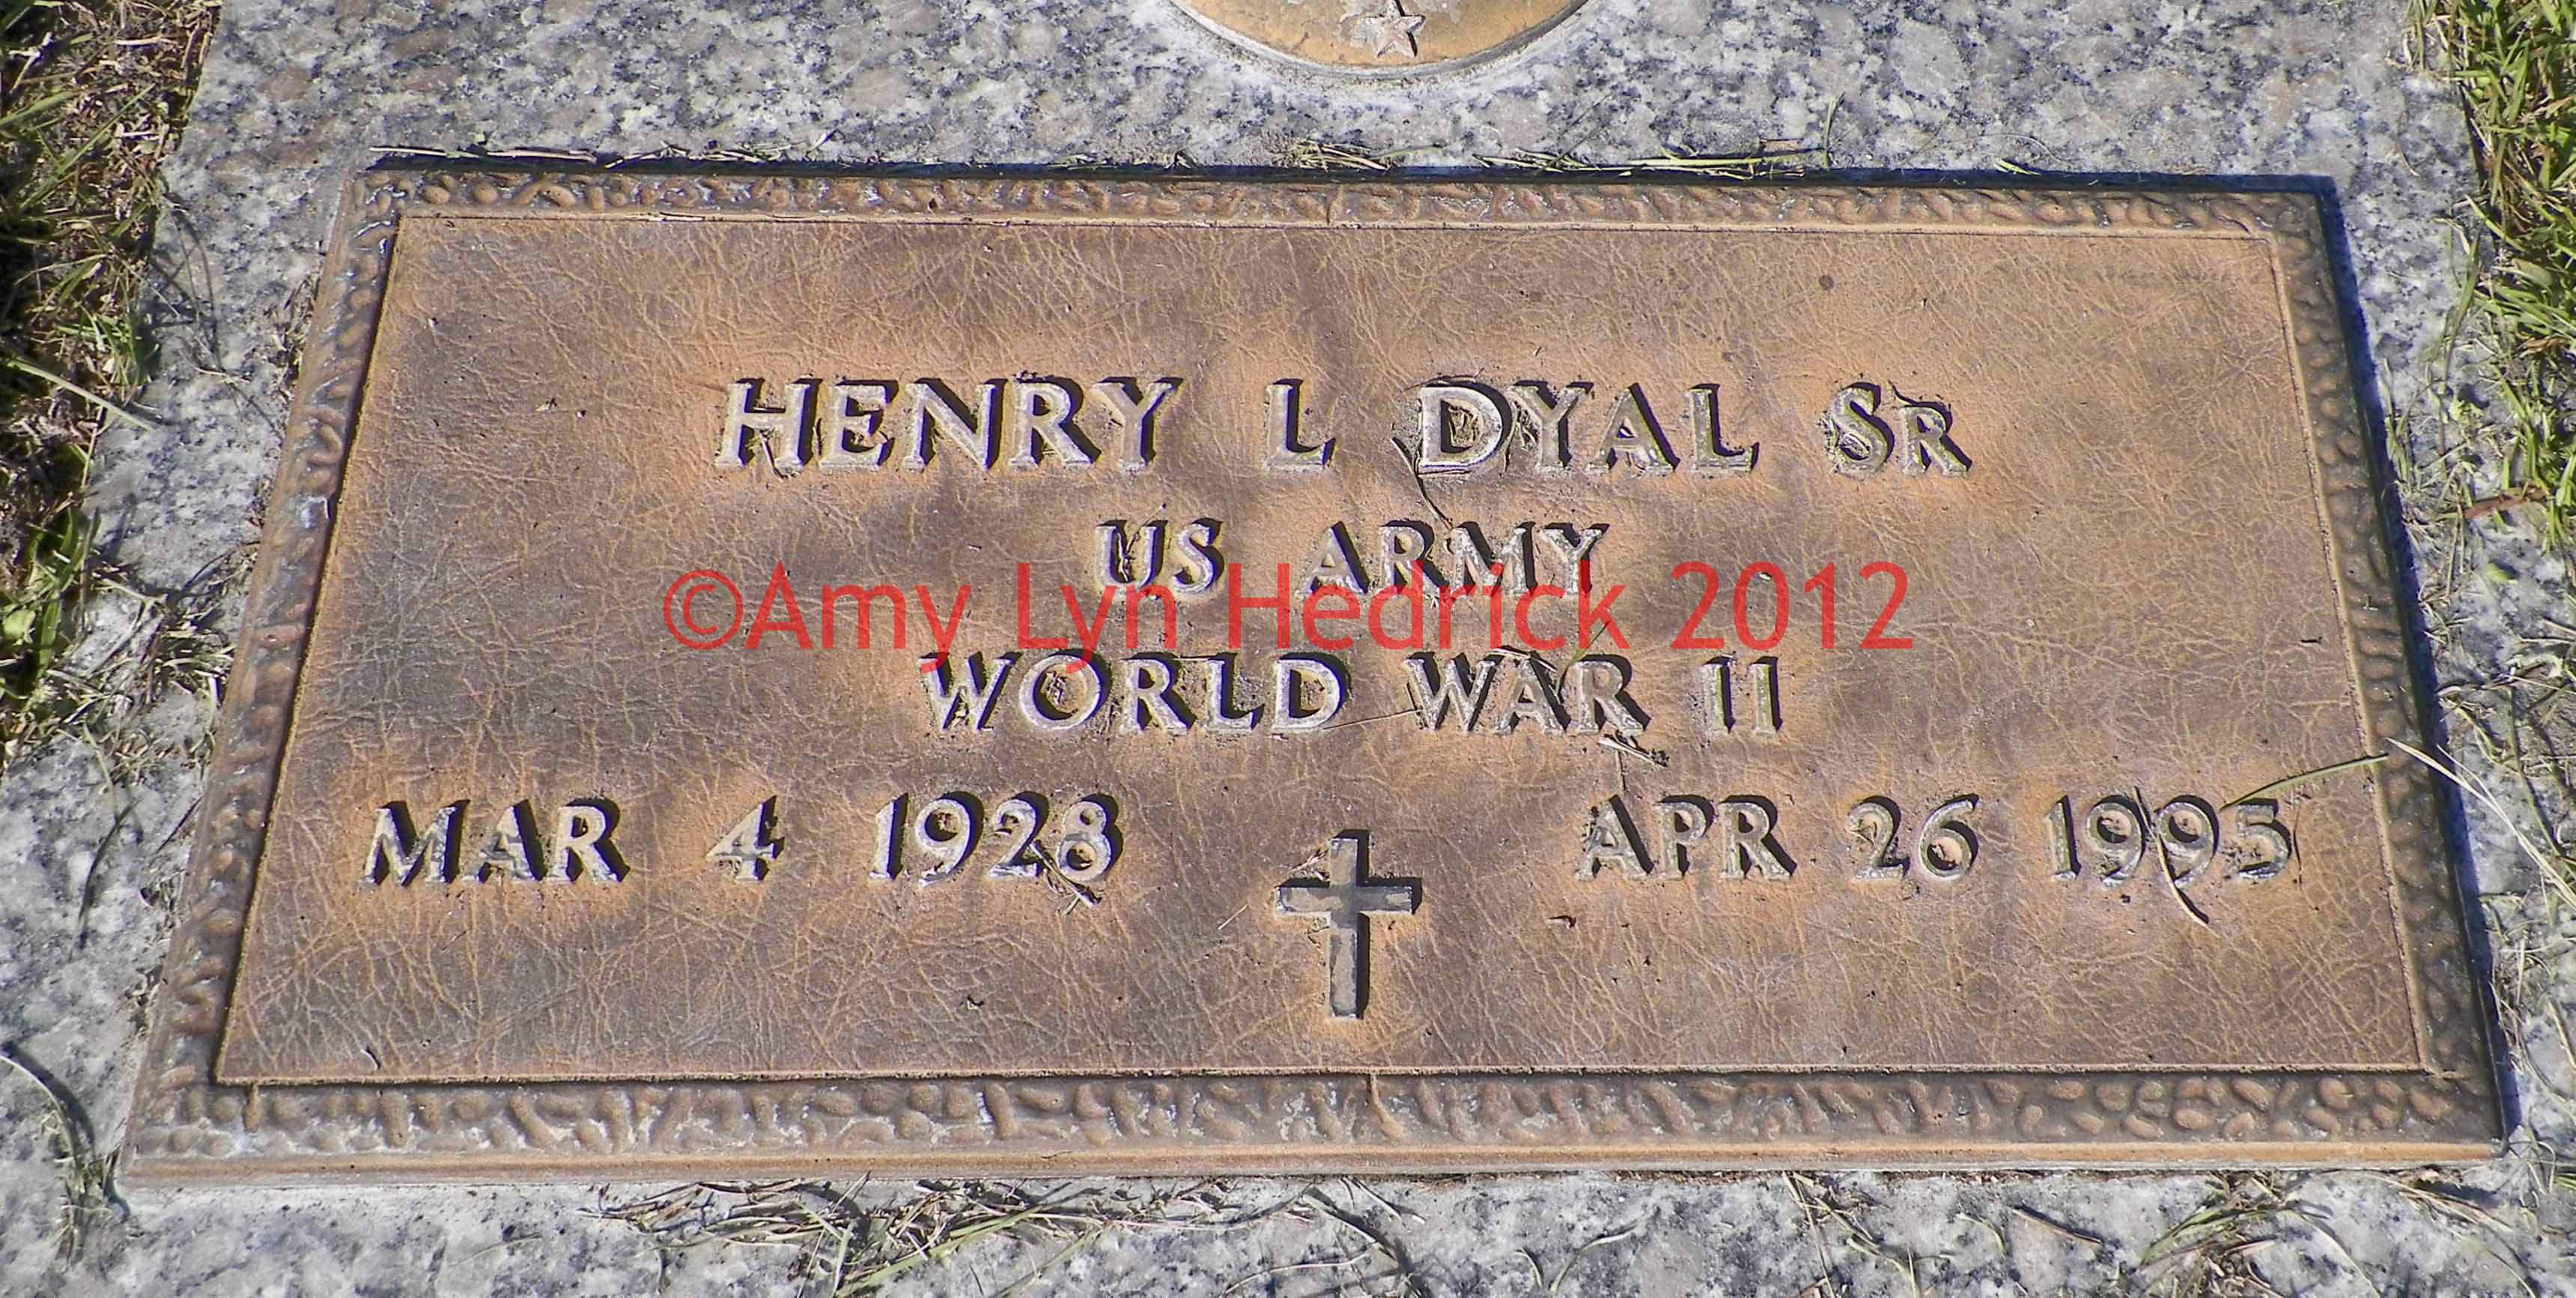 HENRY L DYAL SR
US ARMY
©Amy Lyn Hedrick 2012
WORLD WAR II
MAR 4 1928 APR 26 1995